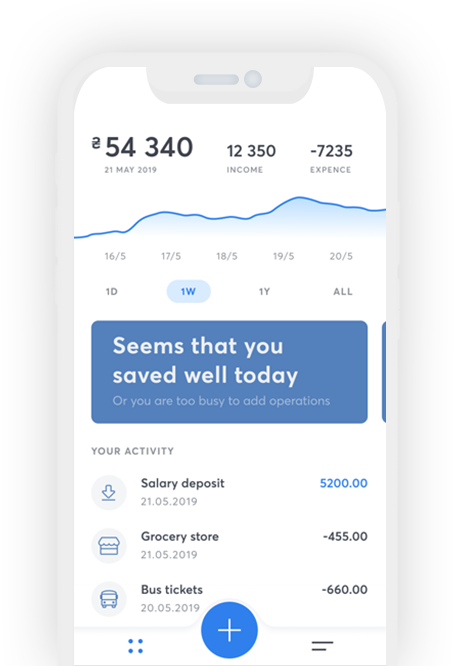 ₴54 340
21 MAY 2019
12 350
INCOME
-7235
EXPENCE
16/5 17/5 18/5 19/5 20/5
1D 1W 1Y ALL
Seems that you
saved well today
Or you are too busy to add operations
YOUR ACTIVITY
Salary deposit 5200.00
21.05.2019
Grocery store -455.00
21.05.2019
Bus tickets -660.00
20.05.2019